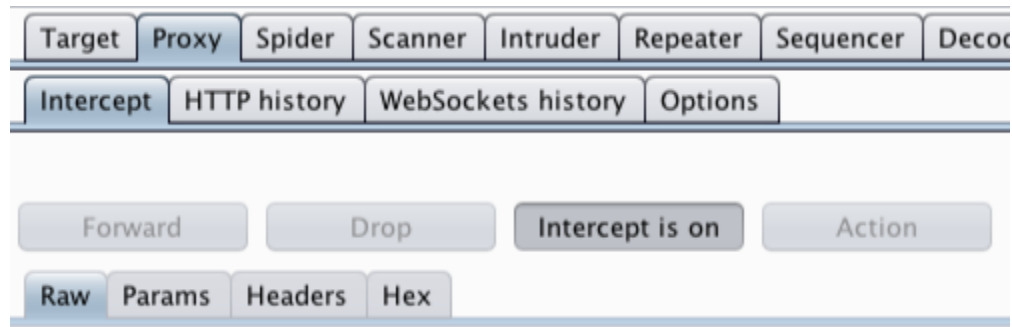 Target Proxy Spider Scanner Intruder Repeater Sequencer Decod
Intercept HTTP history WebSockets history Options
Forward Drop Intercept is on Action
Raw Params Headers Hex